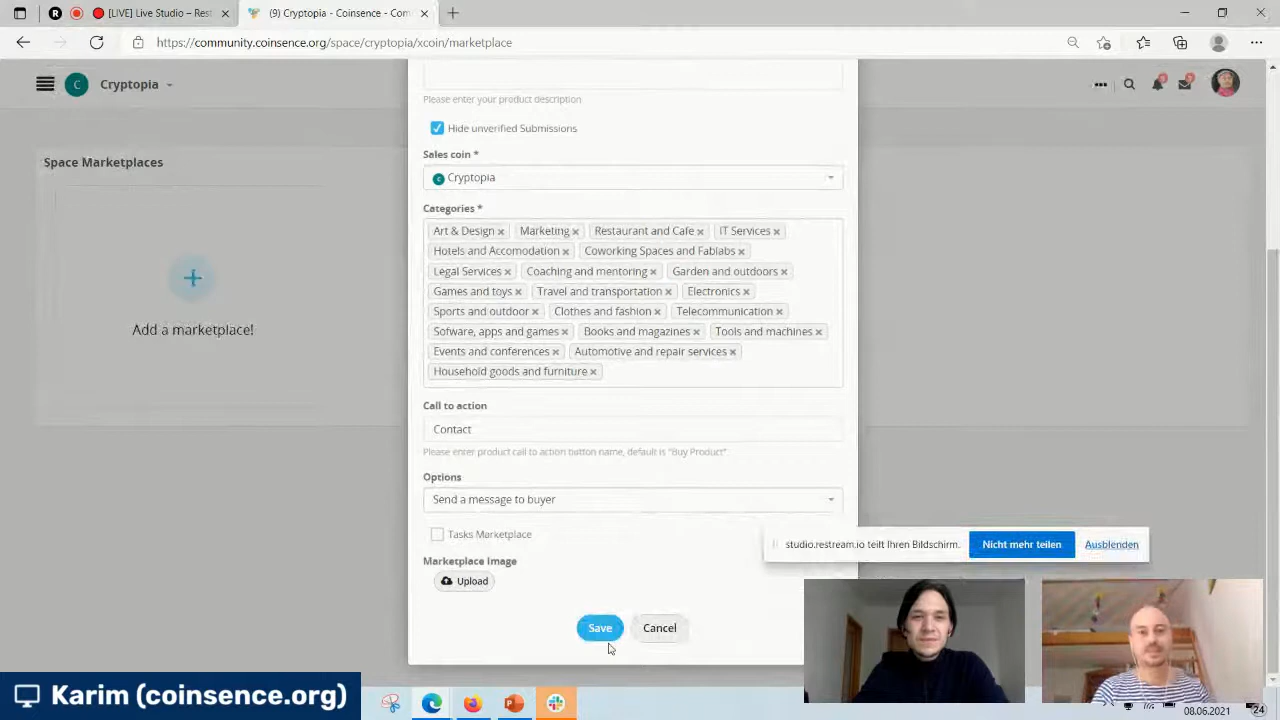 [LIVE] Live Studio – Rest
(9) Cryptopia - Coinsence - Com
https://community.coinsence.org/space/cryptopia/xcoin/marketplace
C Cryptopia
Please enter your product description
Hide unverified Submissions
Space Marketplaces
Sales coin *
Cryptopia
Categories *
Art & Design × Marketing × Restaurant and Cafe × IT Services ×
Hotels and Accomodation × Coworking Spaces and Fablabs ×
Legal Services × Coaching and mentoring × Garden and outdoors ×
Games and toys × Travel and transportation × Electronics ×
Sports and outdoor × Clothes and fashion × Telecommunication ×
Sofware, apps and games × Books and magazines × Tools and machines ×
Events and conferences × Automotive and repair services ×
Household goods and furniture ×
Add a marketplace!
Call to action
Contact
Please enter product call to action button name, default is "Buy Product"
Options
Send a message to buyer
Tasks Marketplace
studio.restream.io teilt Ihren Bildschirm.
Nicht mehr teilen
Ausblenden
Marketplace Image
Upload
Save
Cancel
Karim (coinsence.org)
08.06.2021
24